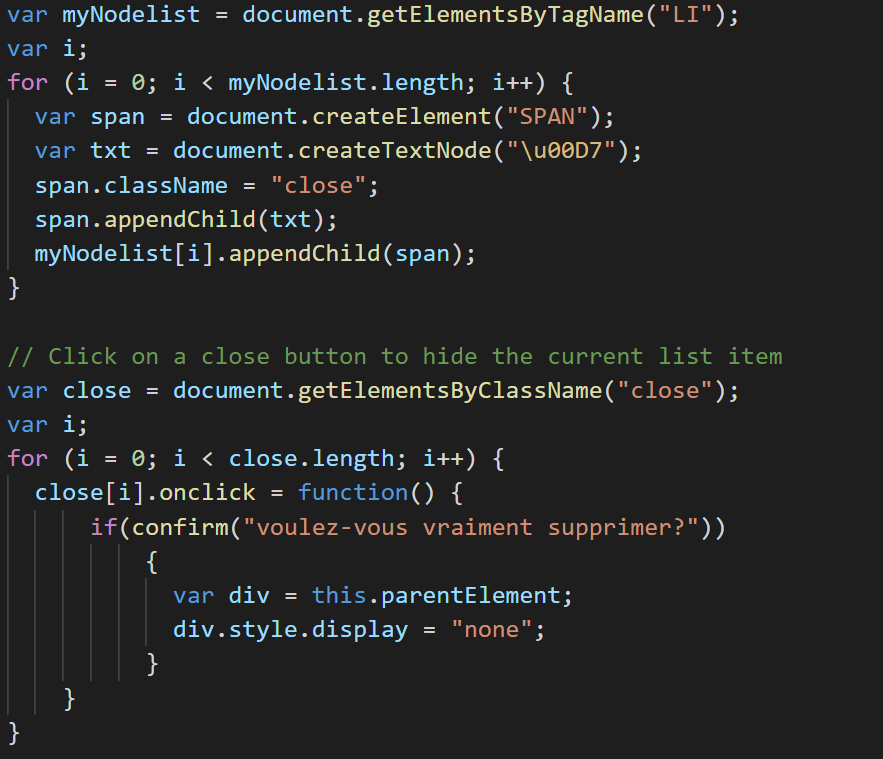 var myNodelist = document.getElementsByTagName("LI");
var i;
for (i = 0; i < myNodelist.length; i++) {
  var span = document.createElement("SPAN");
  var txt = document.createTextNode("\u00D7");
  span.className = "close";
  span.appendChild(txt);
  myNodelist[i].appendChild(span);
}

// Click on a close button to hide the current list item
var close = document.getElementsByClassName("close");
var i;
for (i = 0; i < close.length; i++) {
  close[i].onclick = function() {
      if(confirm("voulez-vous vraiment supprimer?"))
          {
            var div = this.parentElement;
            div.style.display = "none";
          }
    }
}